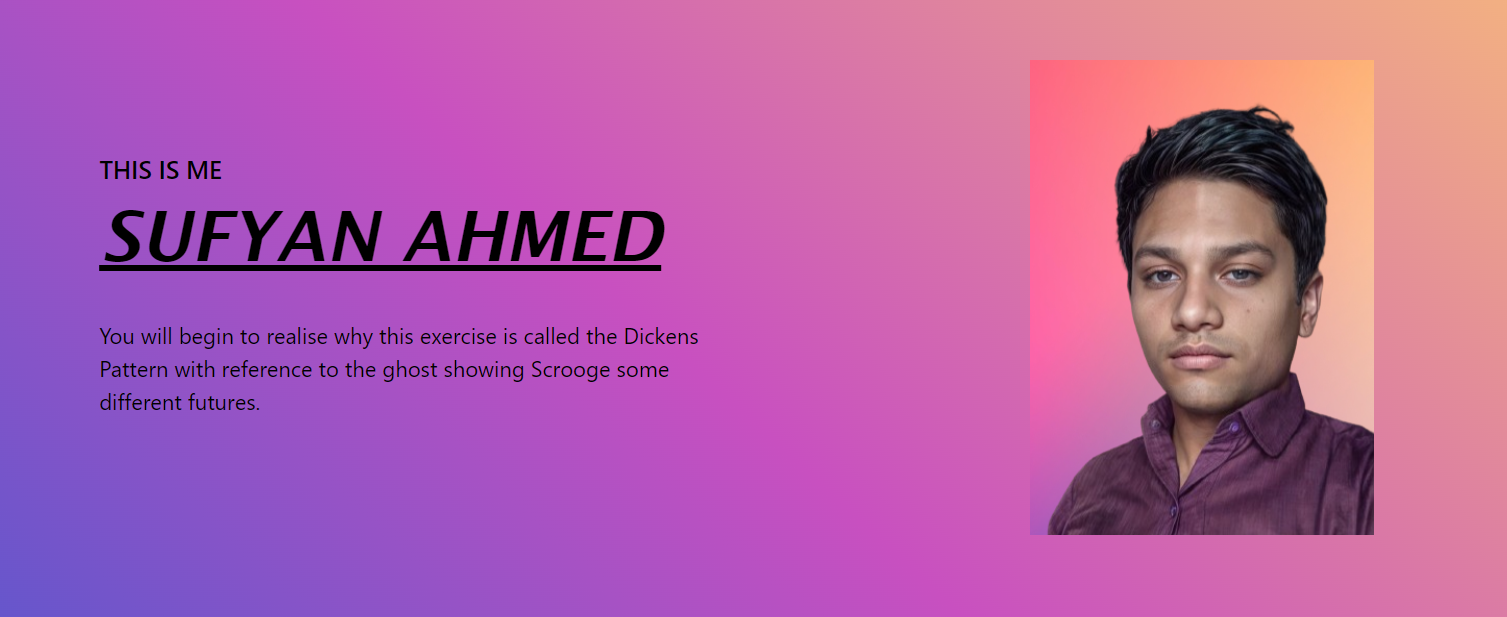 THIS IS ME
SUFYAN AHMED
You will begin to realise why this exercise is called the Dickens
Pattern with reference to the ghost showing Scrooge some
different futures.